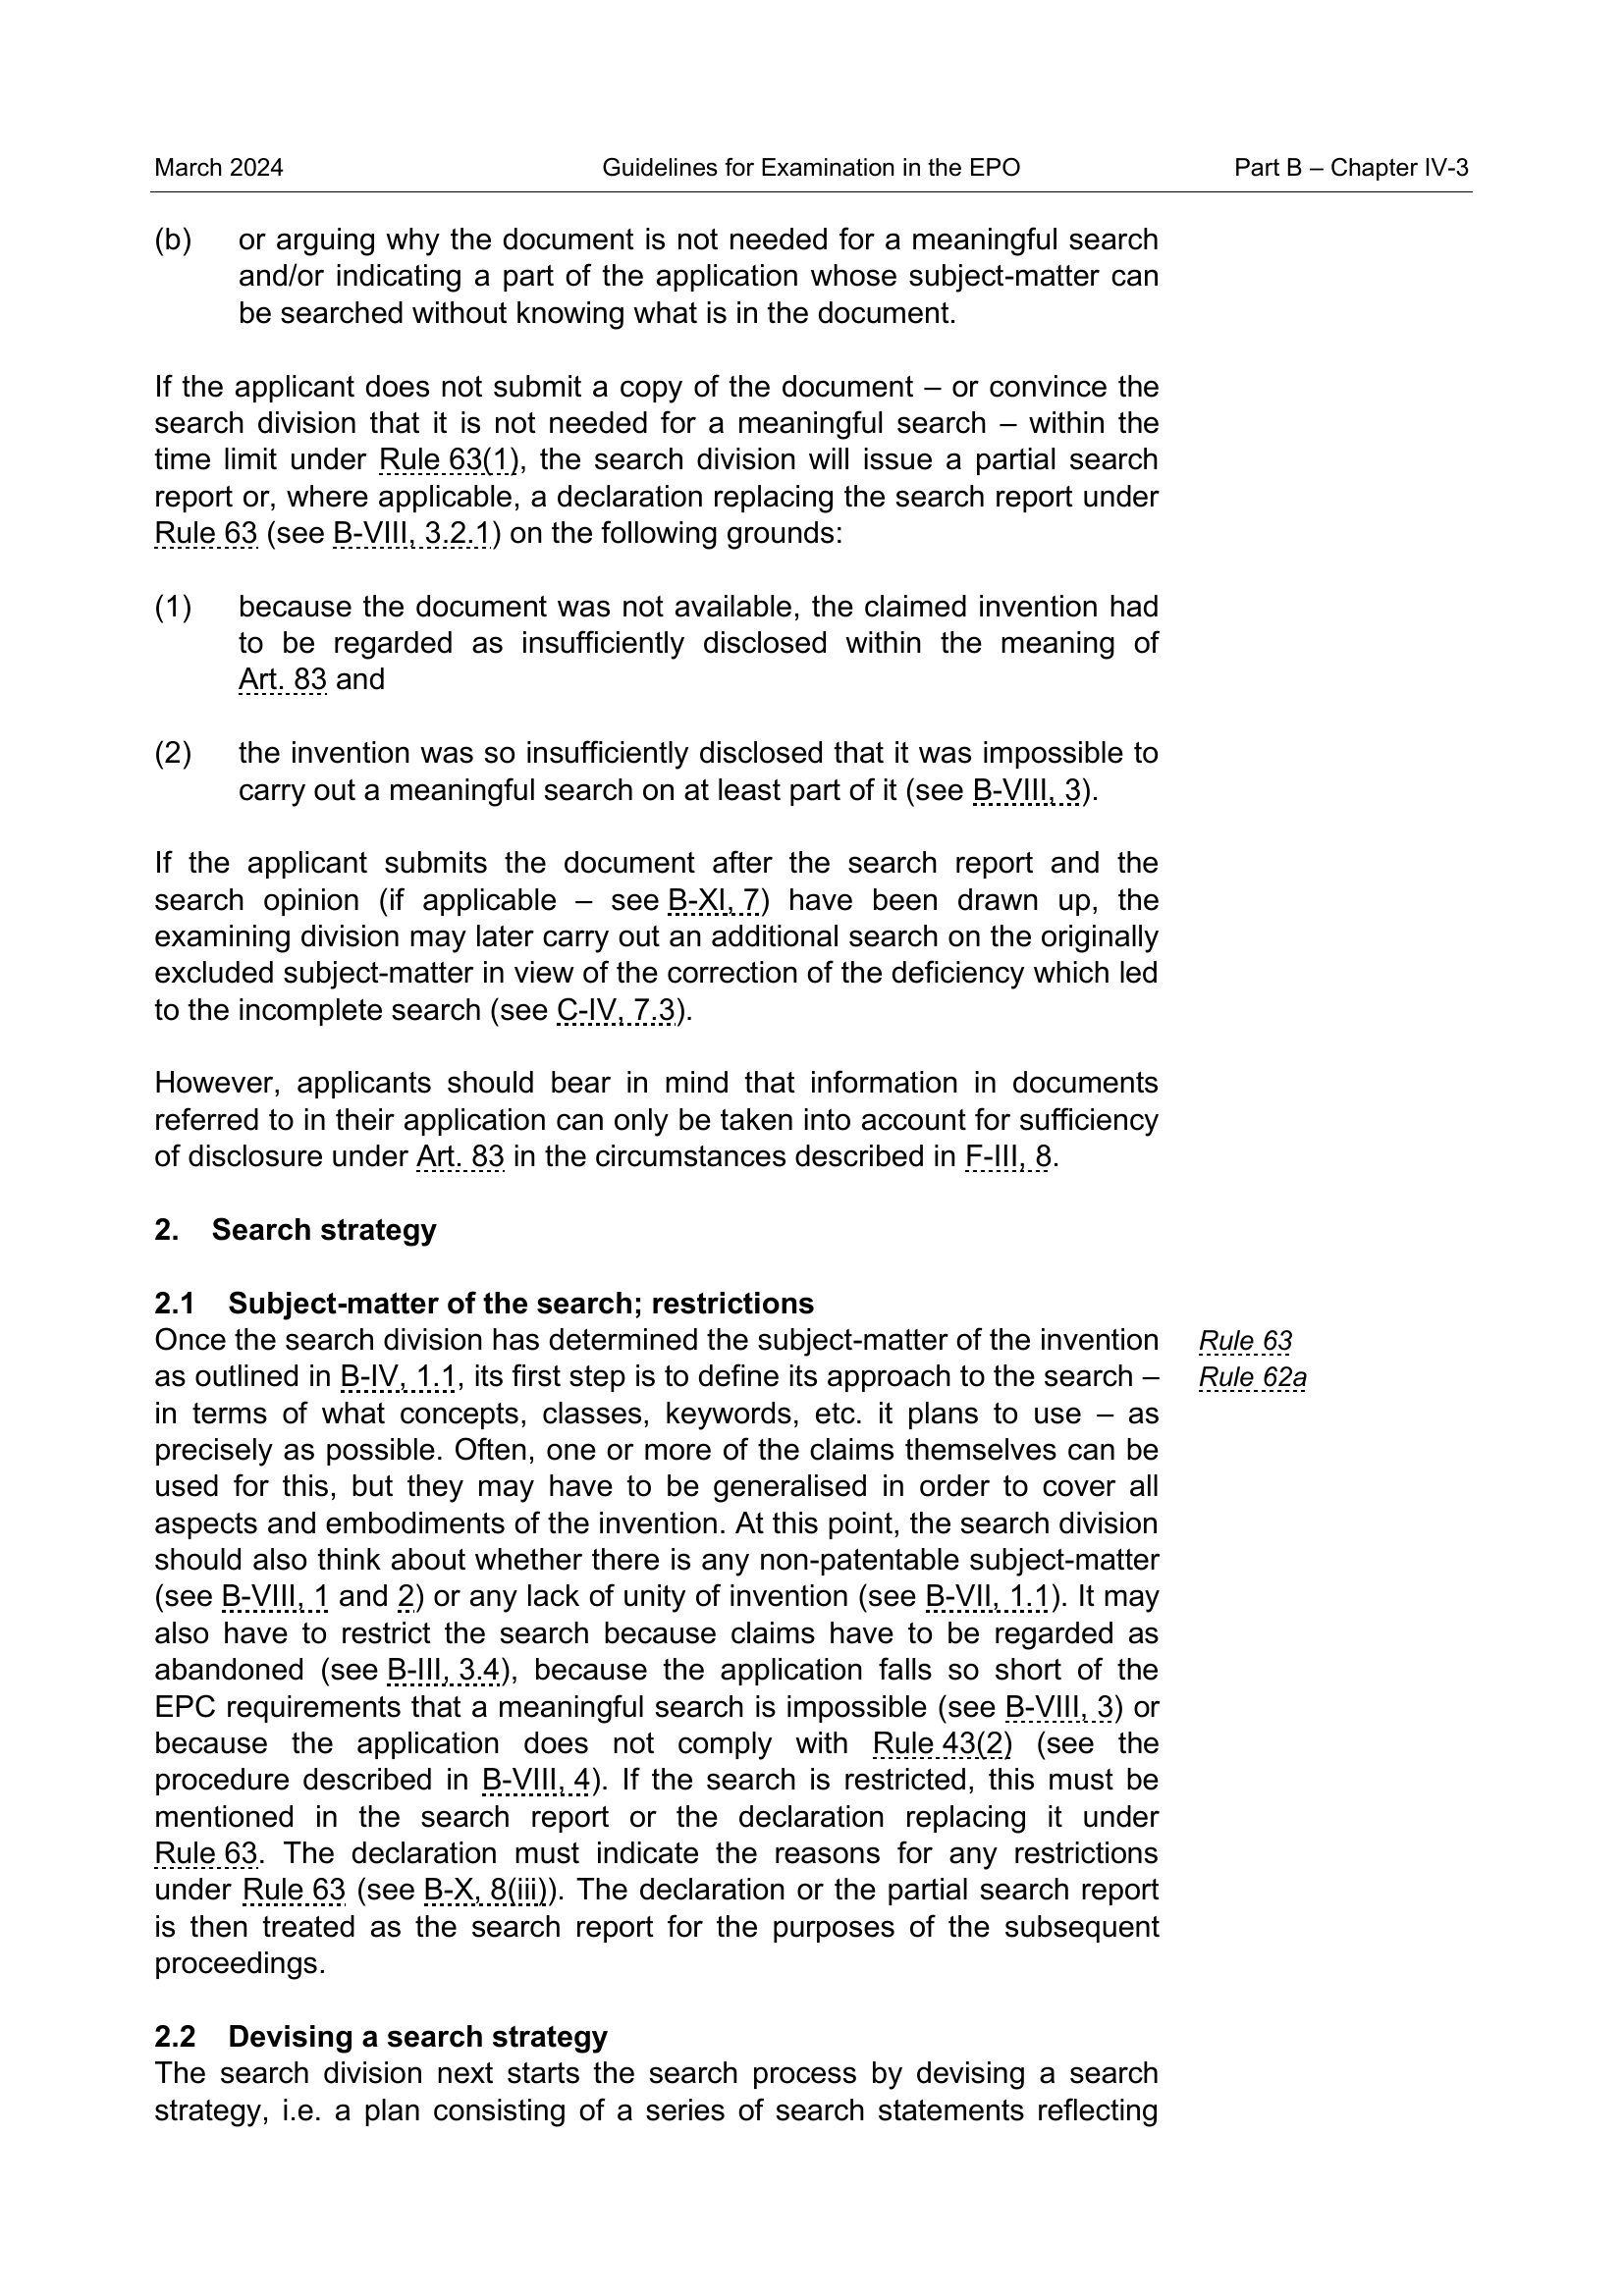 March 2024 Guidelines for Examination in the EPO Part B – Chapter IV-3
(b) or arguing why the document is not needed for a meaningful search
and/or indicating a part of the application whose subject-matter can
be searched without knowing what is in the document.
If the applicant does not submit a copy of the document – or convince the
search division that it is not needed for a meaningful search – within the
time limit under Rule 63(1), the search division will issue a partial search
report or, where applicable, a declaration replacing the search report under
Rule 63 (see B-VIII, 3.2.1) on the following grounds:
(1) because the document was not available, the claimed invention had
to be regarded as insufficiently disclosed within the meaning of
Art. 83 and
(2) the invention was so insufficiently disclosed that it was impossible to
carry out a meaningful search on at least part of it (see B-VIII, 3).
If the applicant submits the document after the search report and the
search opinion (if applicable – see B-XI, 7) have been drawn up, the
examining division may later carry out an additional search on the originally
excluded subject-matter in view of the correction of the deficiency which led
to the incomplete search (see C-IV, 7.3).
However, applicants should bear in mind that information in documents
referred to in their application can only be taken into account for sufficiency
of disclosure under Art. 83 in the circumstances described in F-III, 8.
2. Search strategy
2.1 Subject-matter of the search; restrictions
Once the search division has determined the subject-matter of the invention
as outlined in B-IV, 1.1, its first step is to define its approach to the search –
in terms of what concepts, classes, keywords, etc. it plans to use – as
precisely as possible. Often, one or more of the claims themselves can be
used for this, but they may have to be generalised in order to cover all
aspects and embodiments of the invention. At this point, the search division
should also think about whether there is any non-patentable subject-matter
(see B-VIII, 1 and 2) or any lack of unity of invention (see B-VII, 1.1). It may
also have to restrict the search because claims have to be regarded as
abandoned (see B-III, 3.4), because the application falls so short of the
EPC requirements that a meaningful search is impossible (see B-VIII, 3) or
because the application does not comply with Rule 43(2) (see the
procedure described in B-VIII, 4). If the search is restricted, this must be
mentioned in the search report or the declaration replacing it under
Rule 63. The declaration must indicate the reasons for any restrictions
under Rule 63 (see B-X, 8(iii)). The declaration or the partial search report
is then treated as the search report for the purposes of the subsequent
proceedings.
Rule 63
Rule 62a
2.2 Devising a search strategy
The search division next starts the search process by devising a search
strategy, i.e. a plan consisting of a series of search statements reflecting